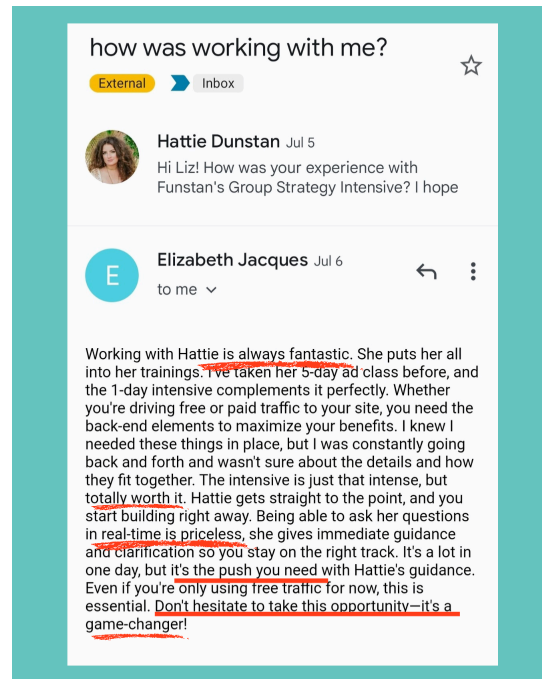 how was working with me?
External
Inbox
Hattie Dunstan Jul 5
Hi Liz! How was your experience with
Funstan's Group Strategy Intensive? I hope
E
Elizabeth Jacques Jul 6
to me
Working with Hattie is always fantastic. She puts her all
into her trainings. I've taken her 5-day ad class before, and
the 1-day intensive complements it perfectly. Whether
you're driving free or paid traffic to your site, you need the
back-end elements to maximize your benefits. I knew I
needed these things in place, but I was constantly going
back and forth and wasn't sure about the details and how
they fit together. The intensive is just that intense, but
totally worth it. Hattie gets straight to the point, and you
start building right away. Being able to ask her questions
in real-time is priceless, she gives immediate guidance
and clarification so you stay on the right track. It's a lot in
one day, but it's the push you need with Hattie's guidance.
Even if you're only using free traffic for now, this is
essential. Don't hesitate to take this opportunity—it's a
game-changer!